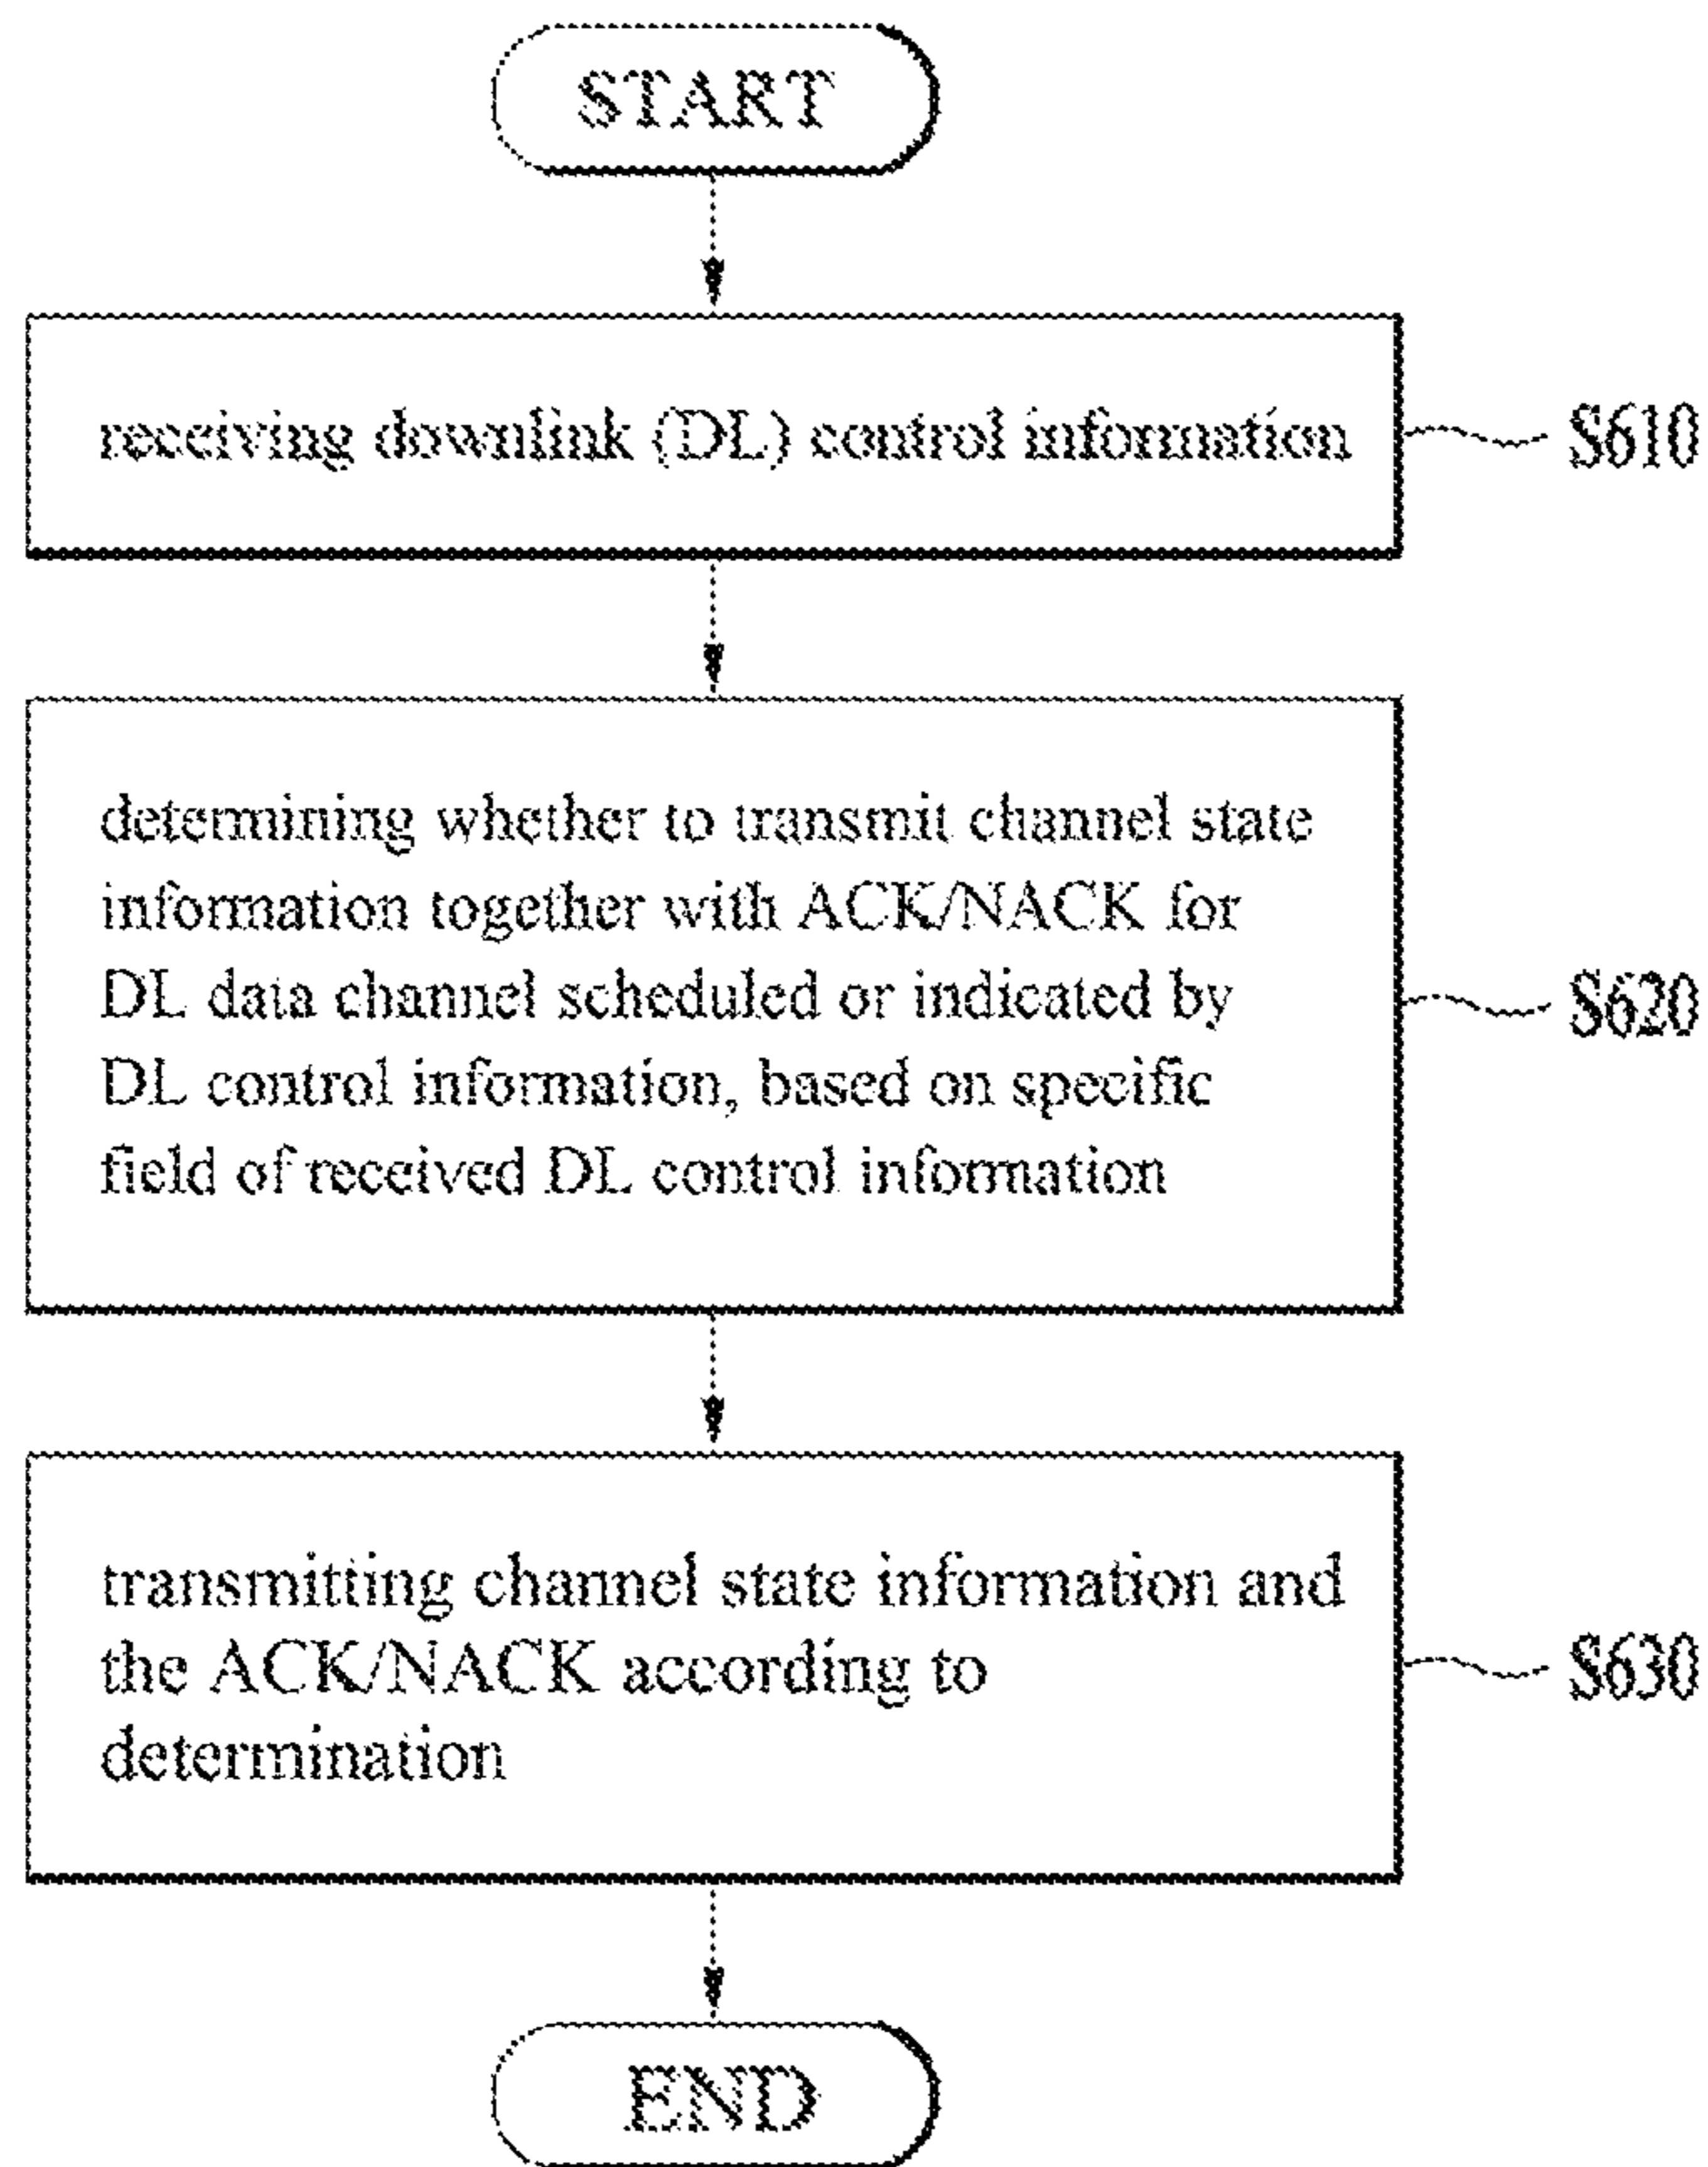 START
receiving downlink (DL) control information
S610
determining whether to transmit channel state
information together with ACK/NACK for
DL data channel scheduled or indicated by
DL control information, based on specific
field of received DL control information
S620
transmitting channel state information and
the ACK/NACK according to
determination
S630
END